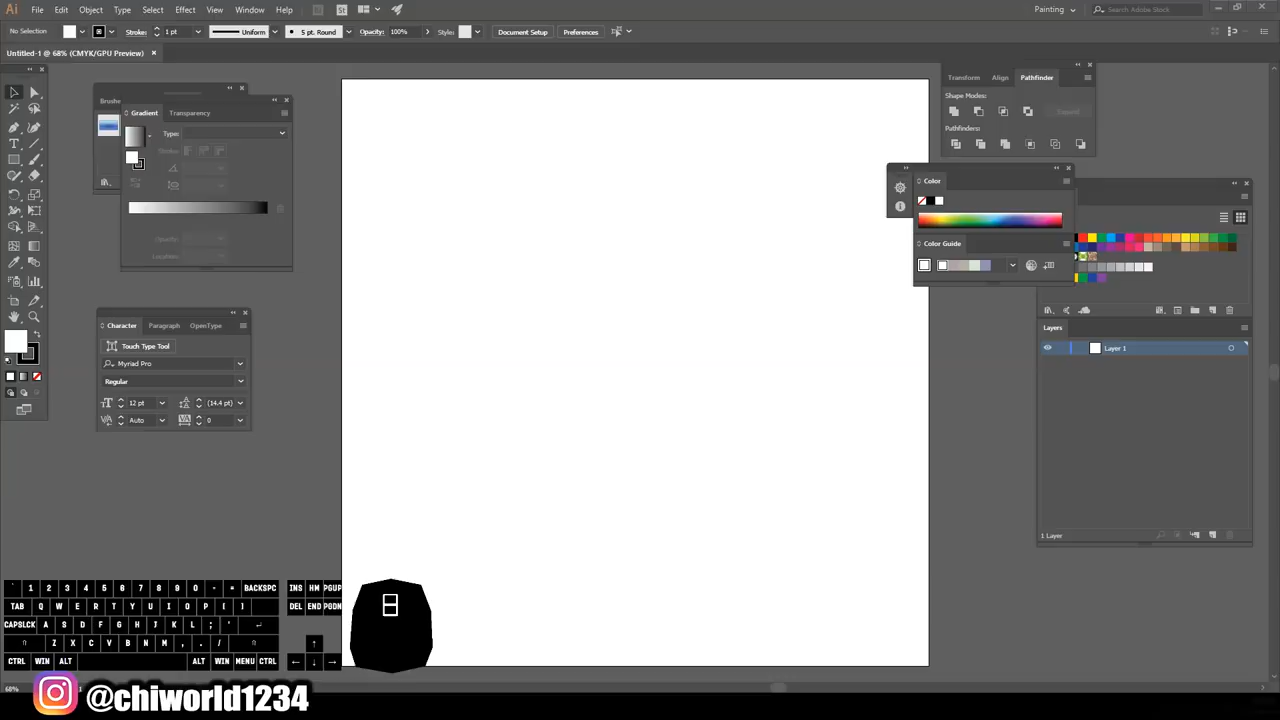 Ai File Edit Object Type Select Effect View Window Help Br St Painting Search Adobe Stock
No Selection Stroke: 1 pt Uniform 5 pt. Round Opacity: 100% Style: Document Setup Preferences
Untitled-1 @ 68% (CMYK/GPU Preview)
Brushe
Gradient Transparency
Type:
Stroke:
Opacity:
Location:
Character Paragraph OpenType
Touch Type Tool
Myriad Pro
Regular
12 pt (14.4 pt)
Auto 0
Transform Align Pathfinder
Shape Modes:
Expand
Pathfinders:
Color
Color Guide
Layers
Layer 1
1 Layer
` 1 2 3 4 5 6 7 8 9 0 - = BACKSPC INS HM PGUP
TAB Q W E R T Y U I O P [ ] DEL END PGDN
CAPSLCK A S D F G H J K L ; '
Z X C V B N M , . /
CTRL WIN ALT ALT WIN MENU CTRL
68%
@chiworld1234